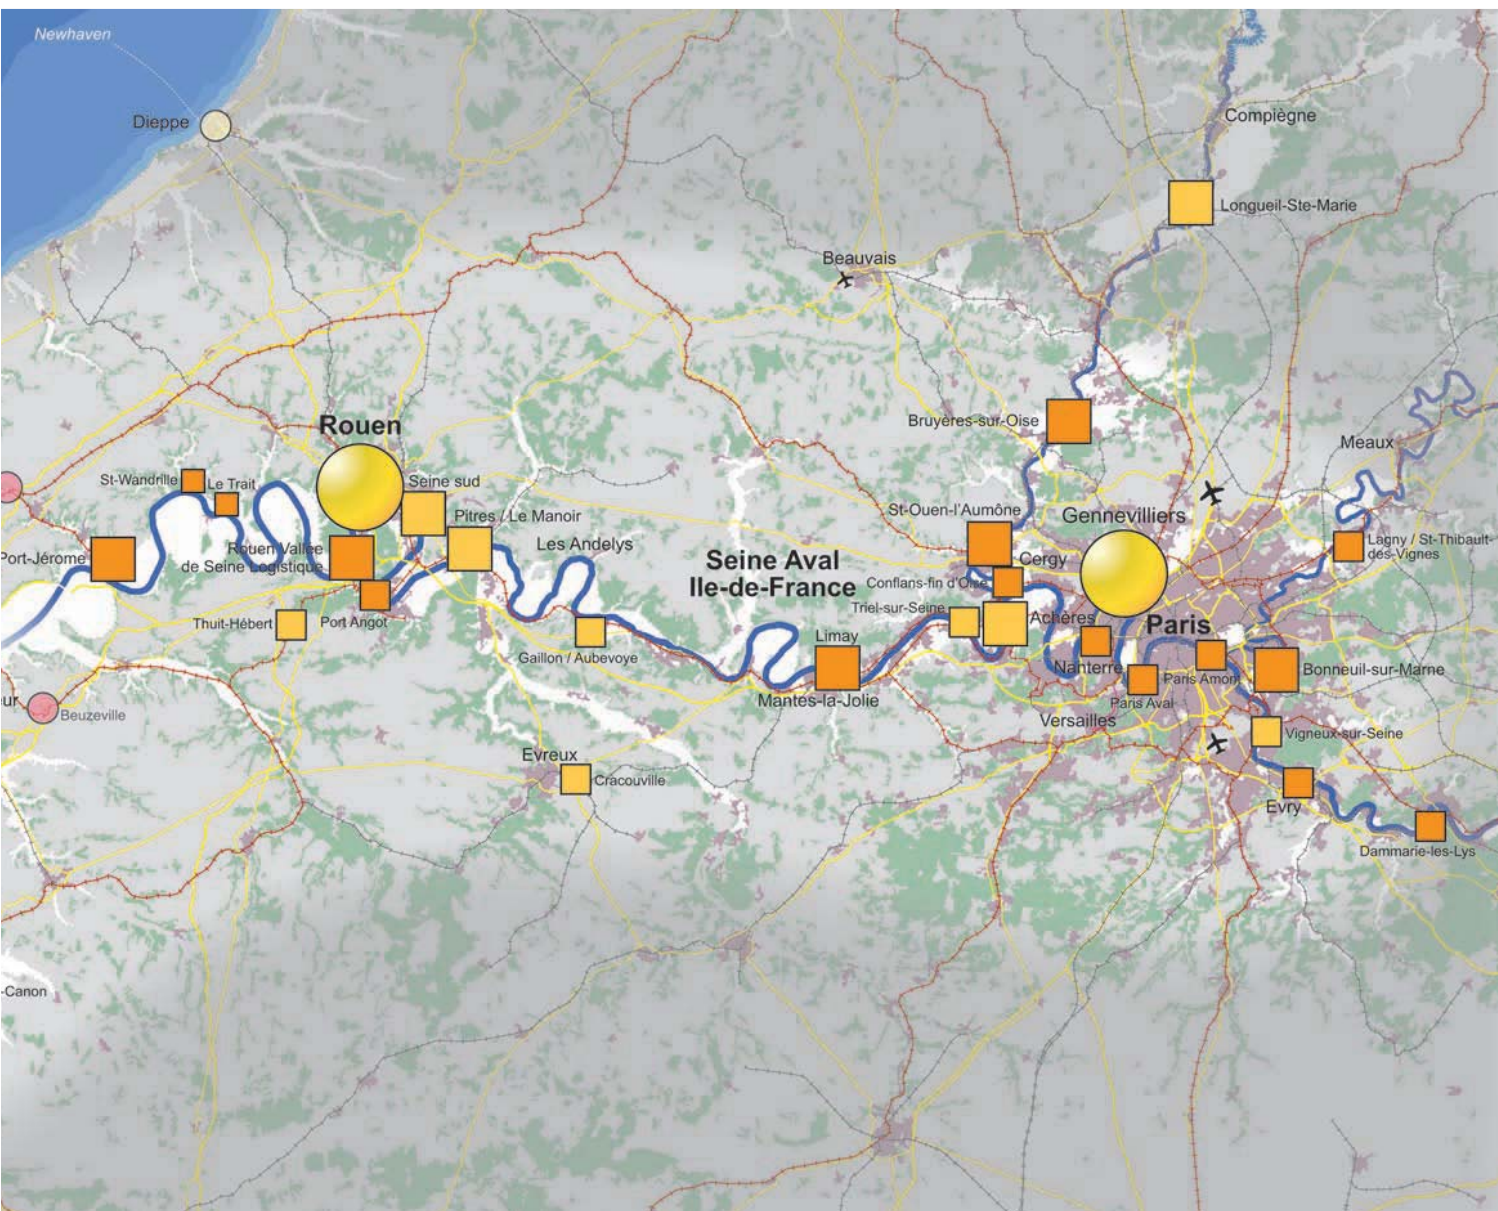 Newhaven
Dieppe
Compiègne
Longueil-Ste-Marie
Beauvais
Bruyères-sur-Oise
Rouen
Meaux
St-Wandrille
Le Trait
Seine sud
St-Ouen-l'Aumône
Gennevilliers
Pitres / Le Manoir
Port-Jérome
Rouen Vallée
de Seine Logistique
Les Andelys
Seine Aval
Ile-de-France
Cergy
Lagny / St-Thibault-
des-Vignes
Conflans-fin d'Oise
Triel-sur-Seine
Thuit-Hébert
Port Angot
Achères
Paris
Limay
Gaillon / Aubevoye
Nanterre
Paris Amont
Bonneuil-sur-Marne
Mantes-la-Jolie
Paris Aval
eur
Beuzeville
Versailles
Vigneux-sur-Seine
Evreux
Cracouville
Evry
Dammarie-les-Lys
-Canon